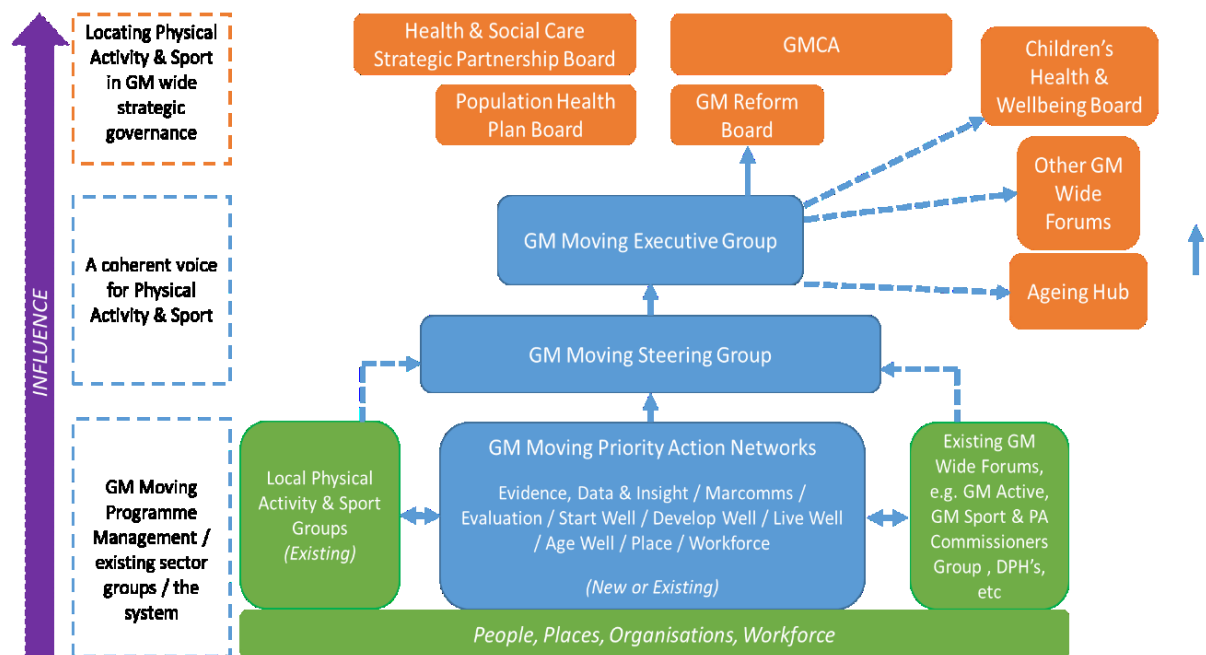 Locating Physical
Activity & Sport
in GM wide
strategic
governance
Health & Social Care
Strategic Partnership Board
GMCA
Children's
Health &
Wellbeing Board
Population Health
Plan Board
GM Reform
Board
Other GM
Wide
Forums
Ageing Hub
INFLUENCE
A coherent voice
for Physical
Activity & Sport
GM Moving Executive Group
GM Moving Steering Group
GM Moving
Programme
Management /
existing sector
groups / the
system
Local Physical
Activity & Sport
Groups
(Existing)
GM Moving Priority Action Networks
Evidence, Data & Insight / Marcomms /
Evaluation / Start Well / Develop Well / Live Well
/ Age Well / Place / Workforce
(New or Existing)
Existing GM
Wide Forums,
e.g. GM Active,
GM Sport & PA
Commissioners
Group , DPH's,
etc
People, Places, Organisations, Workforce